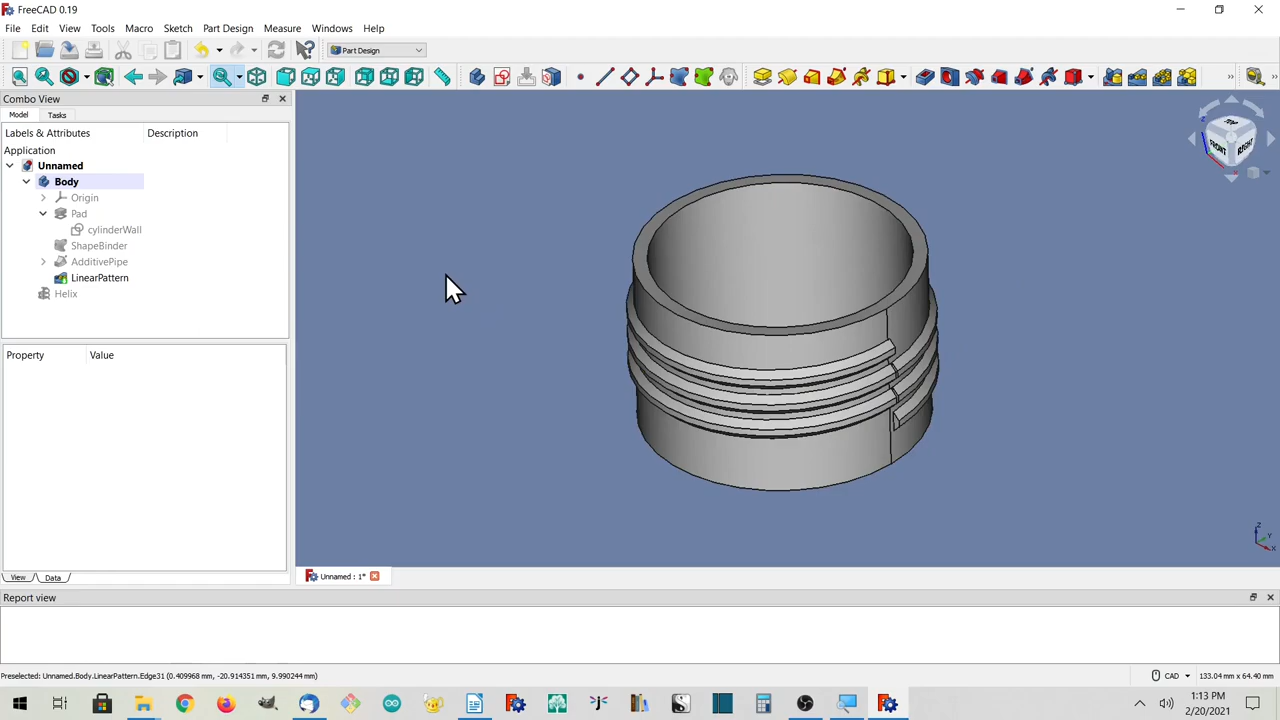 FreeCAD 0.19
File Edit View Tools Macro Sketch Part Design Measure Windows Help
Part Design
Combo View
Model Tasks
Labels & Attributes Description
Application
Unnamed
Body
Origin
Pad
cylinderWall
ShapeBinder
AdditivePipe
LinearPattern
Helix
Property Value
View Data
TOP
FRONT
RIGHT
Z
Y
X
Unnamed : 1*
Report view
Preselected: Unnamed.Body.LinearPattern.Edge31 (0.409968 mm, -20.914351 mm, 9.990244 mm)
CAD
133.04 mm x 64.40 mm
1:13 PM
2/20/2021